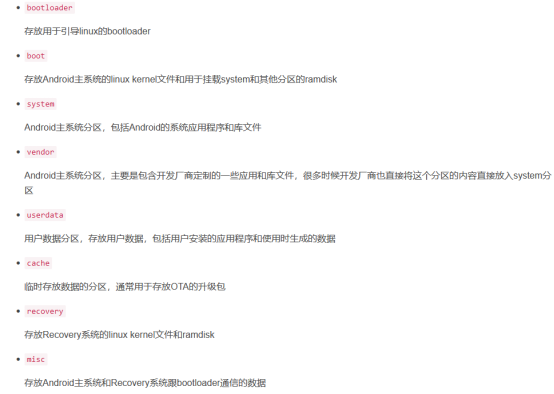 bootloader
存放用于引导linux的bootloader
boot
存放Android主系统的linux kernel文件和用于挂载system和其他分区的ramdisk
system
Android主系统分区，包括Android的系统应用程序和库文件
vendor
Android主系统分区，主要是包含开发厂商定制的一些应用和库文件，很多时候开发厂商也直接将这个分区的内容直接放入system分
区
userdata
用户数据分区，存放用户数据，包括用户安装的应用程序和使用时生成的数据
cache
临时存放数据的分区，通常用于存放OTA的升级包
recovery
存放Recovery系统的linux kernel文件和ramdisk
misc
存放Android主系统和Recovery系统跟bootloader通信的数据